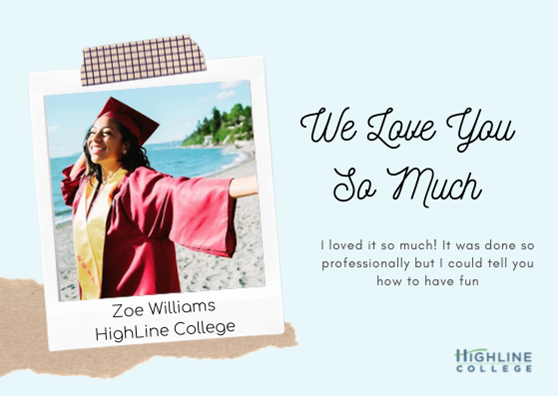 We Love You
So Much
I loved it so much! It was done so
professionally but I could tell you
how to have fun
Zoe Williams
HighLine College
HIGHLINE
COLLEGE